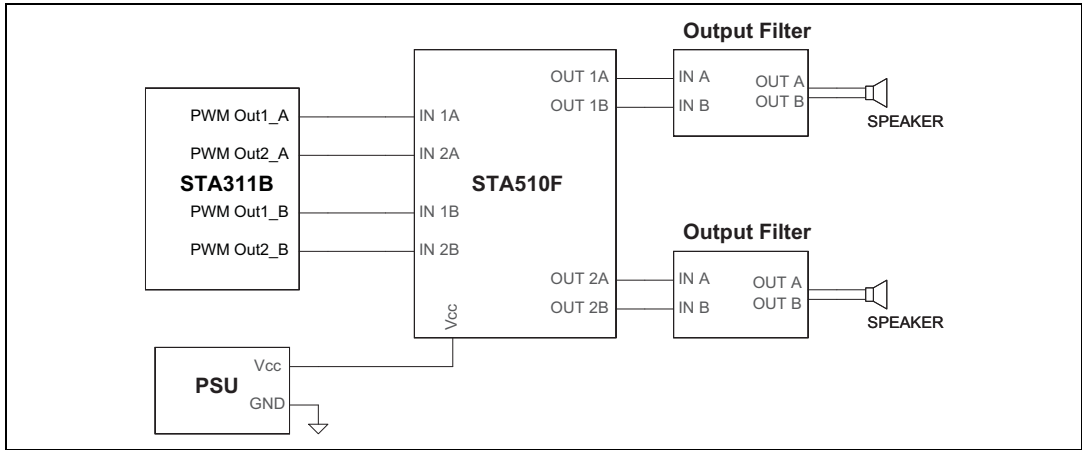 Output Filter
OUT 1A
OUT 1B
IN A
IN B
OUT A
OUT B
SPEAKER
PWM Out1_A
PWM Out2_A
STA311B
PWM Out1_B
PWM Out2_B
IN 1A
IN 2A
STA510F
IN 1B
IN 2B
Output Filter
OUT 2A
OUT 2B
IN A
IN B
OUT A
OUT B
SPEAKER
Vcc
Vcc
PSU
GND